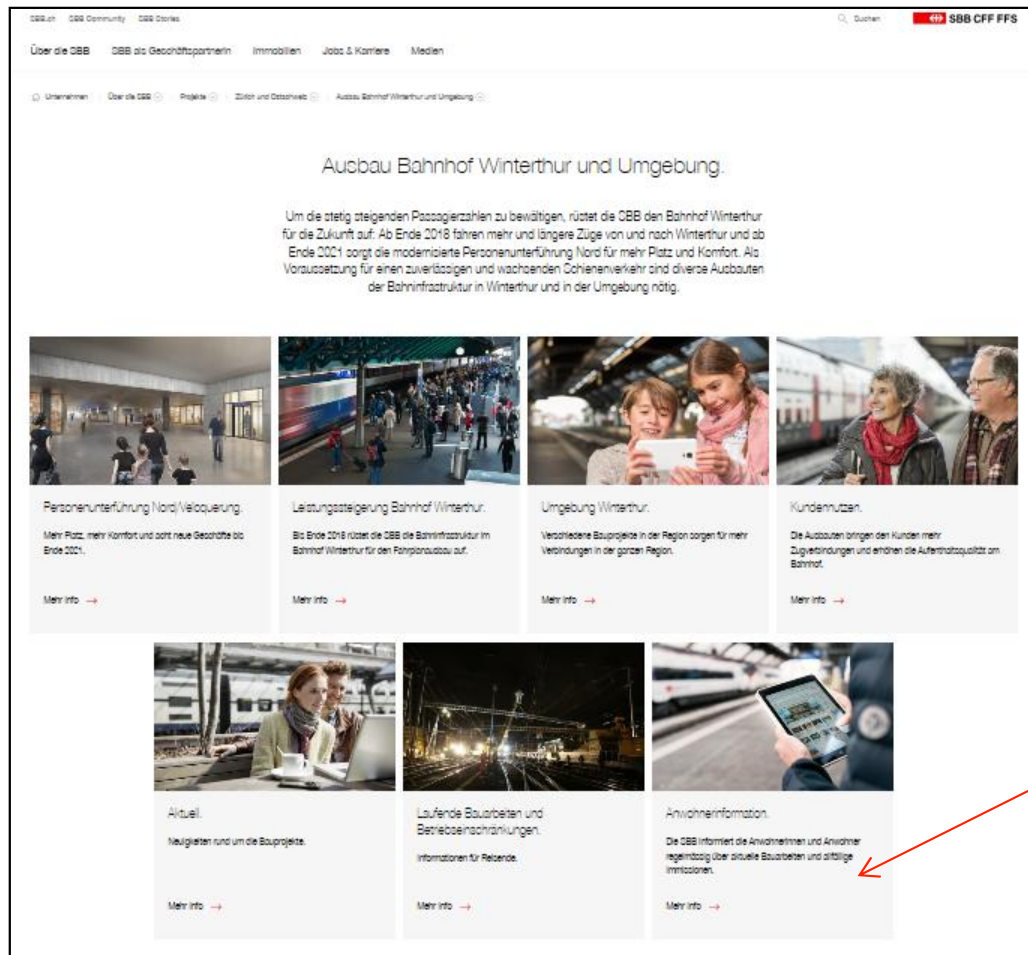 SBB.ch SBB Community SBB Stories
Suchen
SBB CFF FFS
Über die SBB SBB als Geschäftspartnerin Immobilien Jobs & Karriere Medien
Unternehmen Über die SBB Projekte Zürich und Ostschweiz Ausbau Bahnhof Winterthur und Umgebung
Ausbau Bahnhof Winterthur und Umgebung.
Um die stetig steigenden Passagierzahlen zu bewältigen, rüstet die SBB den Bahnhof Winterthur
für die Zukunft auf: Ab Ende 2018 fahren mehr und längere Züge von und nach Winterthur und ab
Ende 2021 sorgt die modernisierte Personenunterführung Nord für mehr Platz und Komfort. Als
Voraussetzung für einen zuverlässigen und wachsenden Schienenverkehr sind diverse Ausbauten
der Bahninfrastruktur in Winterthur und in der Umgebung nötig.
Personenunterführung Nord/Veloquerung.
Mehr Platz, mehr Komfort und acht neue Geschäfte bis
Ende 2021.
Mehr Info →
Leistungssteigerung Bahnhof Winterthur.
Bis Ende 2018 rüstet die SBB die Bahninfrastruktur im
Bahnhof Winterthur für den Fahrplanausbau auf.
Mehr Info →
Umgebung Winterthur.
Verschiedene Bauprojekte in der Region sorgen für mehr
Verbindungen in der ganzen Region.
Mehr Info →
Kundennutzen.
Die Ausbauten bringen den Kunden mehr
Zugverbindungen und erhöhen die Aufenthaltsqualität am
Bahnhof.
Mehr Info →
Aktuell.
Neuigkeiten rund um die Bauprojekte.
Mehr Info →
Laufende Bauarbeiten und
Betriebseinschränkungen.
Informationen für Reisende.
Mehr Info →
Anwohnerinformation.
Die SBB informiert die Anwohnerinnen und Anwohner
regelmässig über aktuelle Bauarbeiten und allfällige
Immissionen.
Mehr Info →